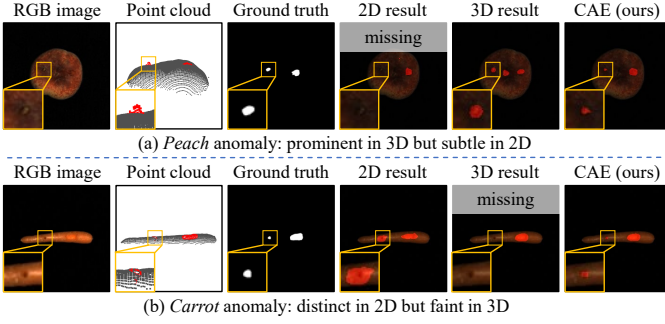 RGB image Point cloud Ground truth 2D result 3D result CAE (ours)
missing
(a) Peach anomaly: prominent in 3D but subtle in 2D
RGB image Point cloud Ground truth 2D result 3D result CAE (ours)
missing
(b) Carrot anomaly: distinct in 2D but faint in 3D